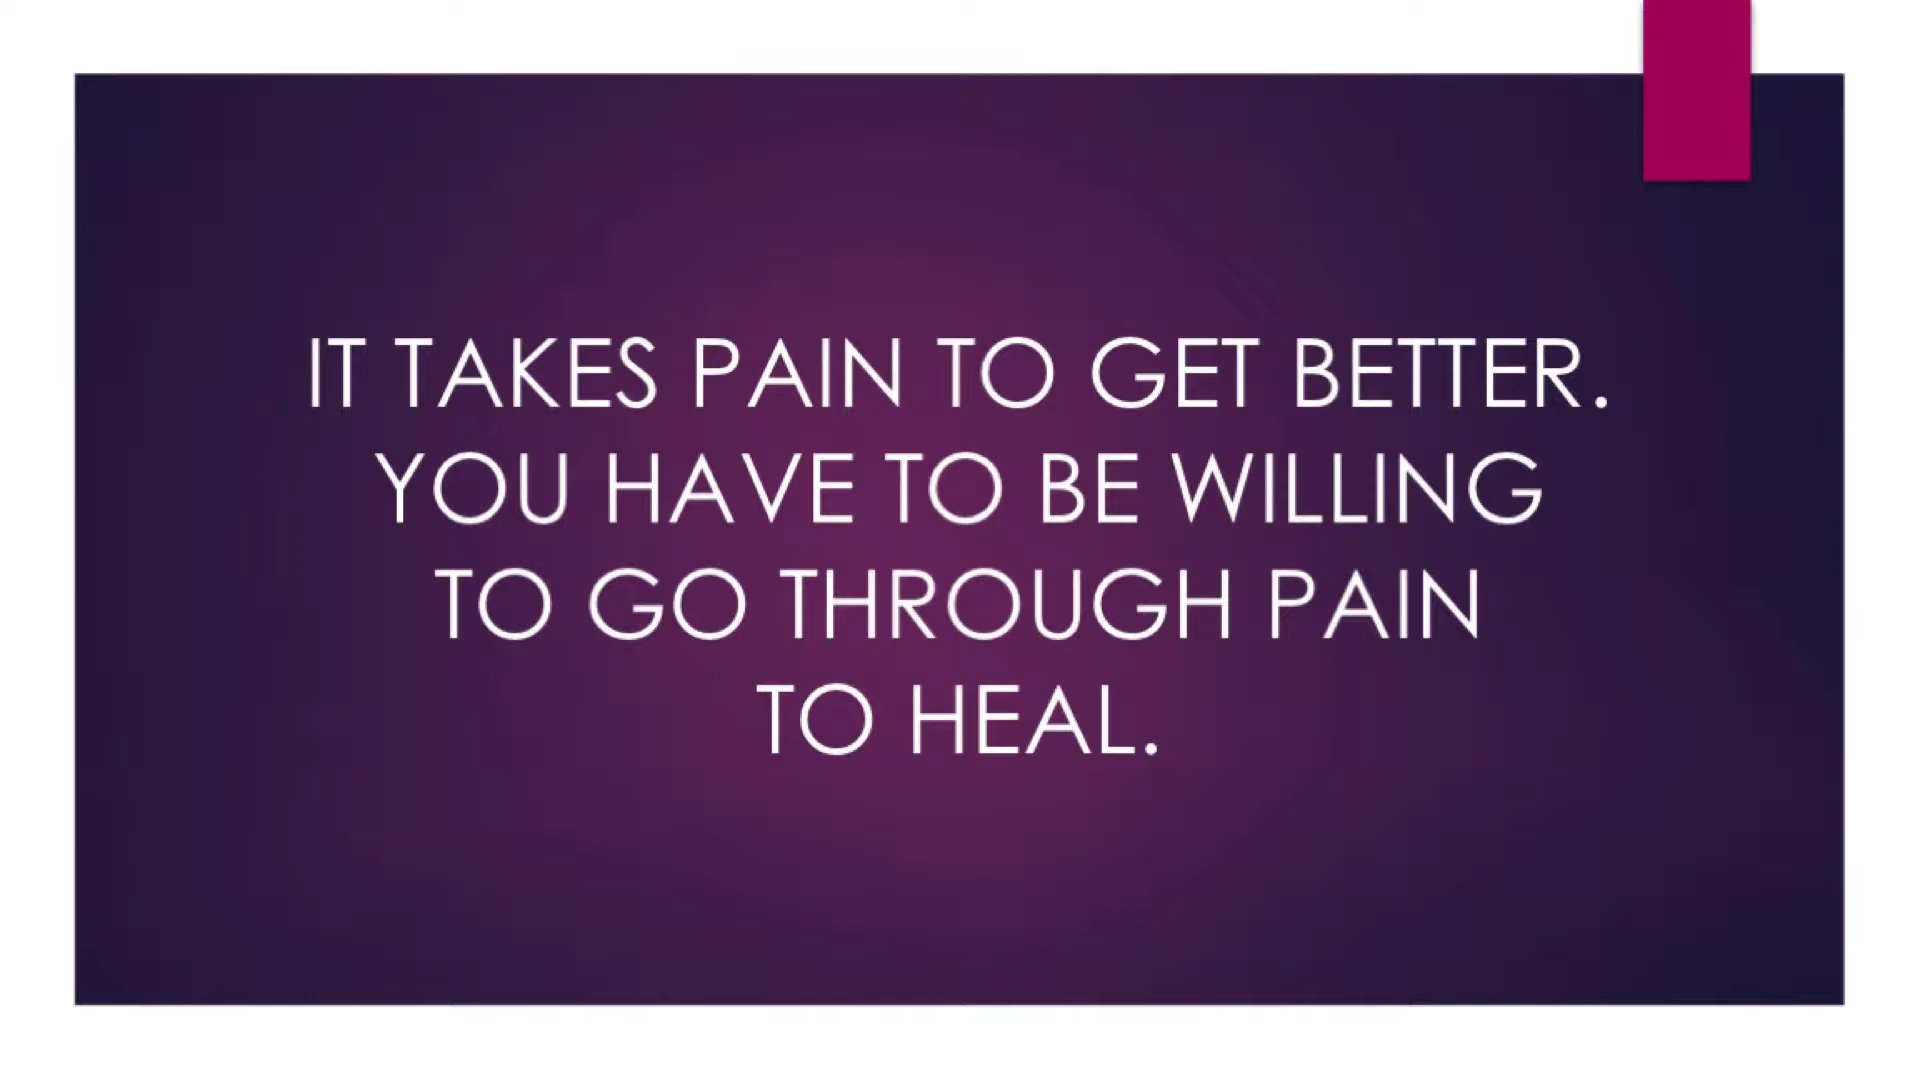 IT TAKES PAIN TO GET BETTER.
YOU HAVE TO BE WILLING
TO GO THROUGH PAIN
TO HEAL.